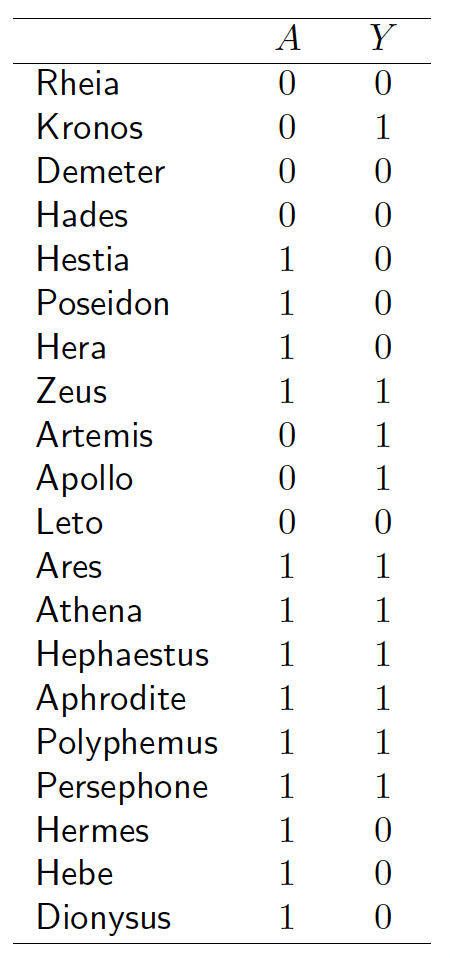 A Y
Rheia 0 0
Kronos 0 1
Demeter 0 0
Hades 0 0
Hestia 1 0
Poseidon 1 0
Hera 1 0
Zeus 1 1
Artemis 0 1
Apollo 0 1
Leto 0 0
Ares 1 1
Athena 1 1
Hephaestus 1 1
Aphrodite 1 1
Polyphemus 1 1
Persephone 1 1
Hermes 1 0
Hebe 1 0
Dionysus 1 0